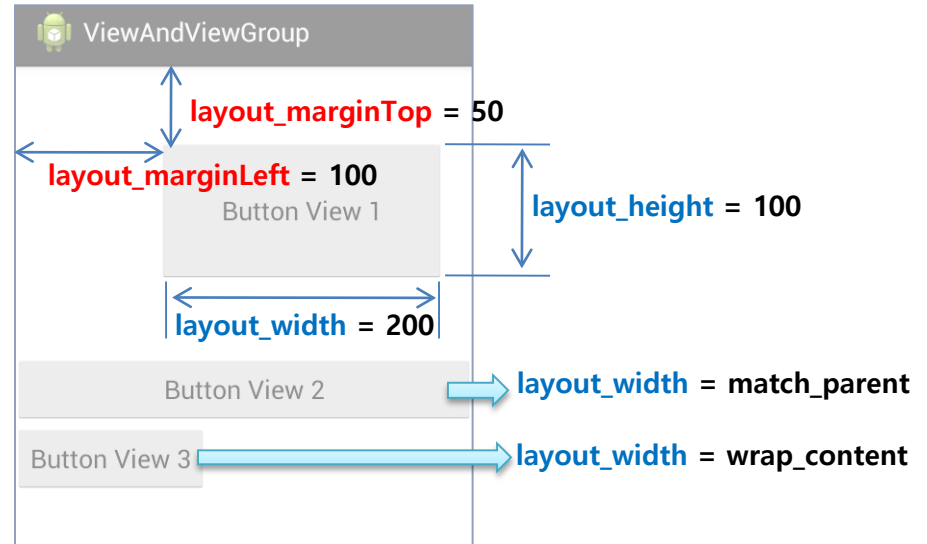 ViewAndViewGroup
layout_marginTop = 50
layout_marginLeft = 100
Button View 1
layout_height = 100
layout_width = 200
Button View 2
layout_width = match_parent
Button View 3
layout_width = wrap_content